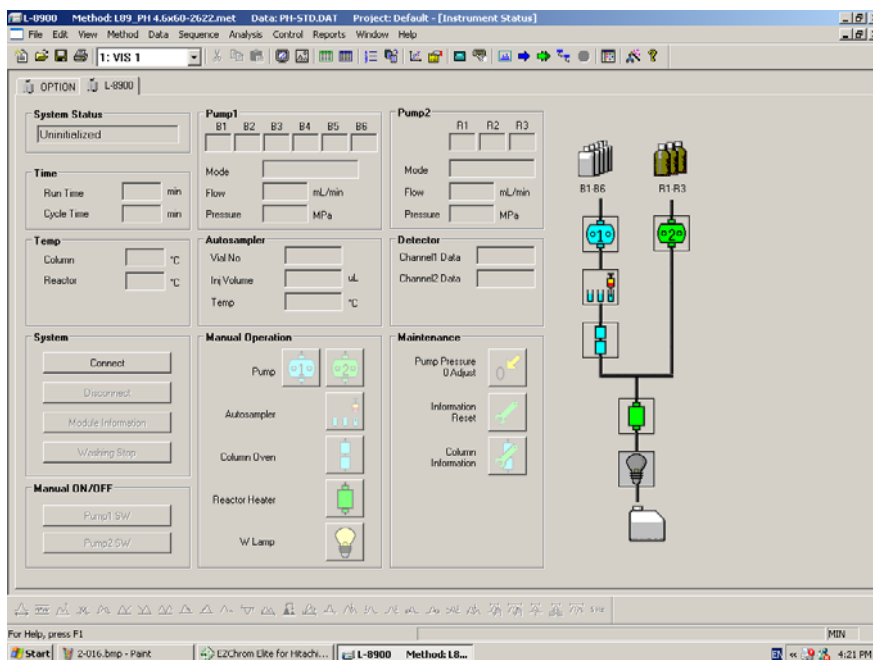 L-8900 Method: L89_PH 4.6x60-2622.met Data: PH-STD.DAT Project: Default - [Instrument Status]
File Edit View Method Data Sequence Analysis Control Reports Window Help
1: VIS 1
OPTION L-8900
System Status
Uninitialized
Time
Run Time min
Cycle Time min
Temp
Column °C
Reactor °C
System
Connect
Disconnect
Module Information
Washing Stop
Manual ON/OFF
Pump1 SW
Pump2 SW
Pump1
B1 B2 B3 B4 B5 B6
Mode
Flow mL/min
Pressure MPa
Autosampler
Vial No
Inj Volume uL
Temp °C
Manual Operation
Pump 1 2
Autosampler
Column Oven
Reactor Heater
W Lamp
Pump2
R1 R2 R3
Mode
Flow mL/min
Pressure MPa
Detector
Channel1 Data
Channel2 Data
Maintenance
Pump Pressure
0 Adjust 0
Information
Reset
Column
Information
B1-B6 R1-R3
1 2
For Help, press F1 MIN
Start 2-016.bmp - Paint EZChrom Elite for Hitachi... L-8900 Method: L8... EN « 4:21 PM